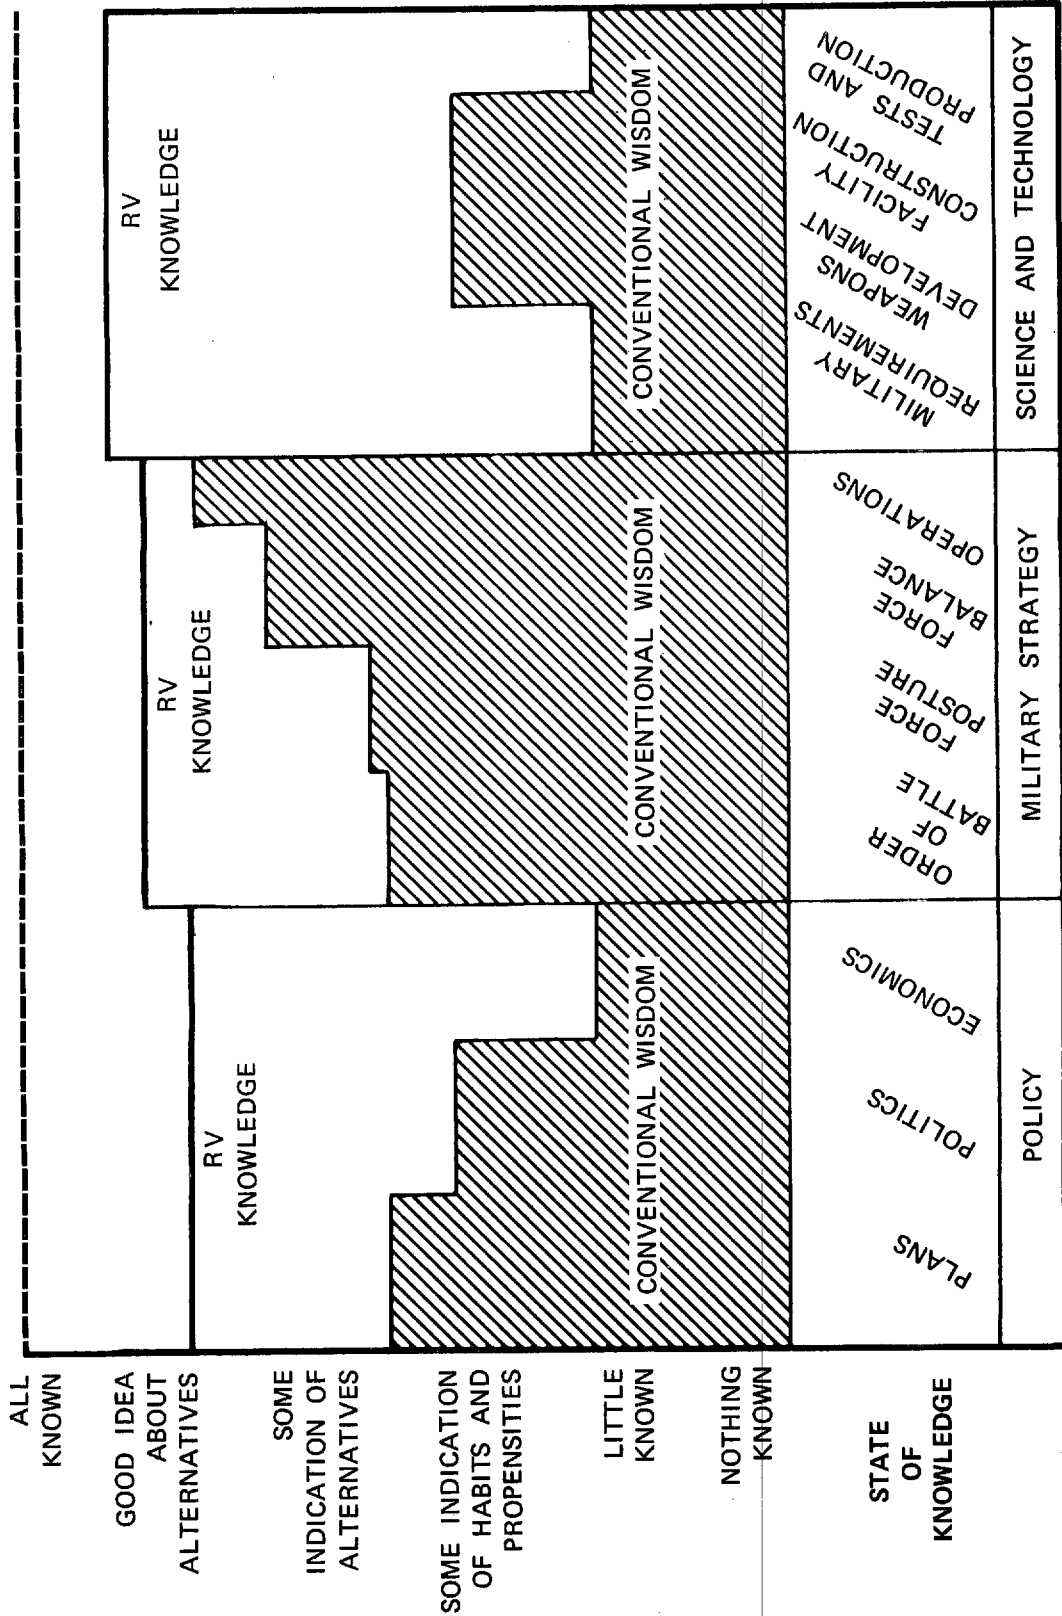 ALL
KNOWN
GOOD IDEA
ABOUT
ALTERNATIVES
SOME
INDICATION OF
ALTERNATIVES
SOME INDICATION
OF HABITS AND
PROPENSITIES
LITTLE
KNOWN
NOTHING
KNOWN
STATE
OF
KNOWLEDGE
RV
KNOWLEDGE
CONVENTIONAL WISDOM
PLANS
POLITICS
ECONOMICS
POLICY
RV
KNOWLEDGE
CONVENTIONAL WISDOM
ORDER
OF
BATTLE
FORCE
POSTURE
FORCE
BALANCE
OPERATIONS
MILITARY STRATEGY
RV
KNOWLEDGE
CONVENTIONAL WISDOM
MILITARY
REQUIREMENTS
WEAPONS
DEVELOPMENT
FACILITY
CONSTRUCTION
TESTS AND
PRODUCTION
SCIENCE AND TECHNOLOGY